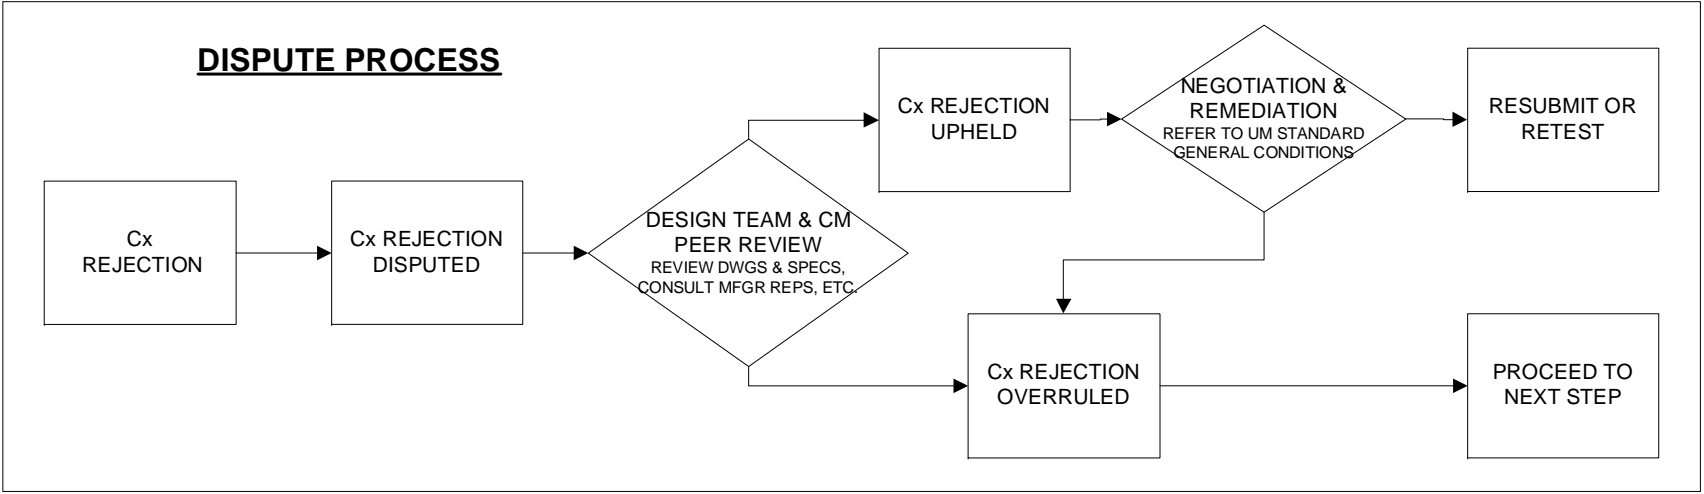 DISPUTE PROCESS
Cx
REJECTION
Cx REJECTION
DISPUTED
DESIGN TEAM & CM
PEER REVIEW
REVIEW DWGS & SPECS,
CONSULT MFGR REPS, ETC.
Cx REJECTION
UPHELD
NEGOTIATION &
REMEDIATION
REFER TO UM STANDARD
GENERAL CONDITIONS
RESUBMIT OR
RETEST
Cx REJECTION
OVERRULED
PROCEED TO
NEXT STEP